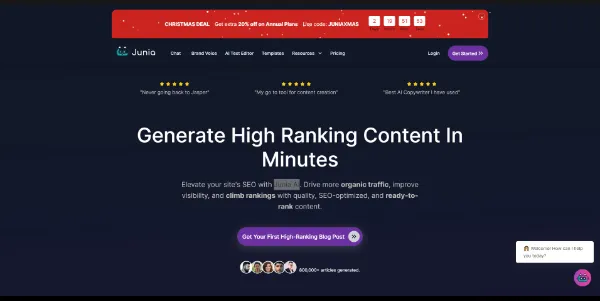 CHRISTMAS DEAL Get extra 20% off on Annual Plans Use code: JUNIAXMAS
Junia Chat Brand Voice AI Text Editor Templates Resources Pricing Login Get Started
"Never going back to Jasper" "My go to tool for content creation" "Best AI Copywriter I have used"
Generate High Ranking Content In
Minutes
Elevate your site's SEO with Junia AI. Drive more organic traffic, improve
visibility, and climb rankings with quality, SEO-optimized, and ready-to-
rank content.
Get Your First High-Ranking Blog Post
600,000+ articles generated.
Welcome! How can I help
you today?